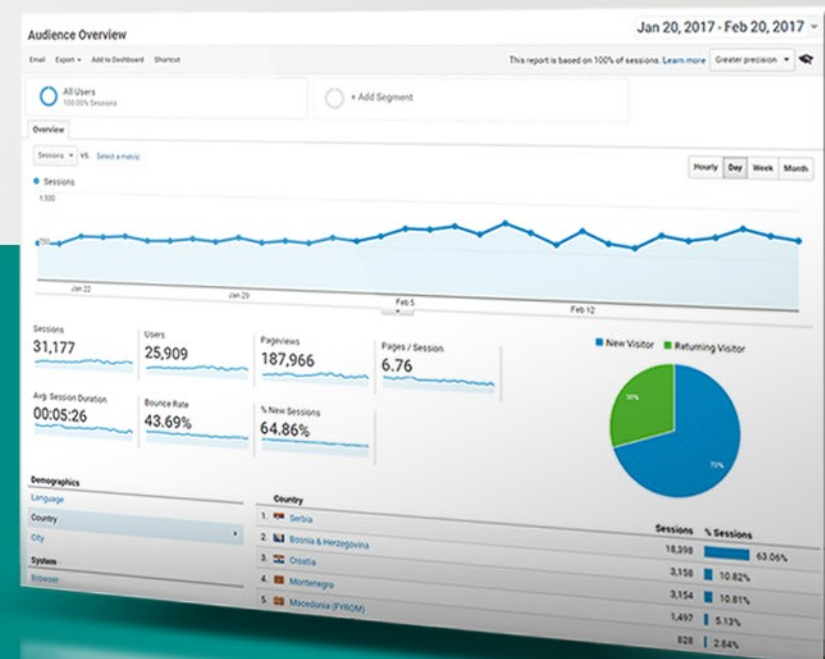 Audience Overview
Jan 20, 2017 - Feb 20, 2017
Email Export Add to Dashboard Shortcut
This report is based on 100% of sessions. Learn more Greater precision
All Users
100.00% Sessions
+ Add Segment
Overview
Sessions VS. Select a metric
Hourly Day Week Month
Sessions
1,500
750
Jan 22 Jan 29 Feb 5 Feb 12
Sessions
31,177
Users
25,909
Pageviews
187,966
Pages / Session
6.76
Avg. Session Duration
00:05:26
Bounce Rate
43.69%
% New Sessions
64.86%
New Visitor Returning Visitor
30%
70%
Demographics
Language
Country
City
System
Browser
Country Sessions % Sessions
1. Serbia 18,398 63.06%
2. Bosnia & Herzegovina 3,158 10.82%
3. Croatia 3,154 10.81%
4. Montenegro 1,497 5.13%
5. Macedonia (FYROM) 828 2.84%